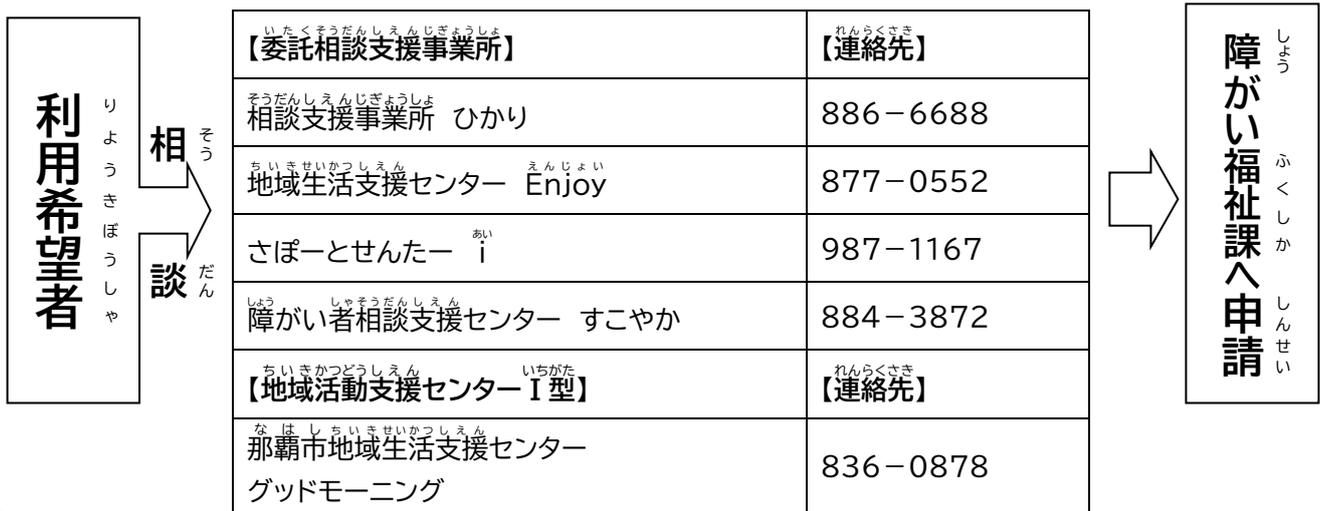 利用希望者
りようきぼうしゃ
相談
そうだん
【委託相談支援事業所】
いたくそうだんしえんじぎょうしょ
【連絡先】
れんらくさき
相談支援事業所 ひかり
そうだんしえんじぎょうしょ
886-6688
地域生活支援センター Enjoy
ちいきせいかつしえん えんじょい
877-0552
さぽーとせんたー i
あい
987-1167
障がい者相談支援センター すこやか
しょう しゃそうだんしえん
884-3872
【地域活動支援センターⅠ型】
ちいきかつどうしえん いちがた
【連絡先】
れんらくさき
那覇市地域生活支援センター
なはしちいきせいかつしえん
グッドモーニング
836-0878
障がい福祉課へ申請
しょう ふくしか しんせい